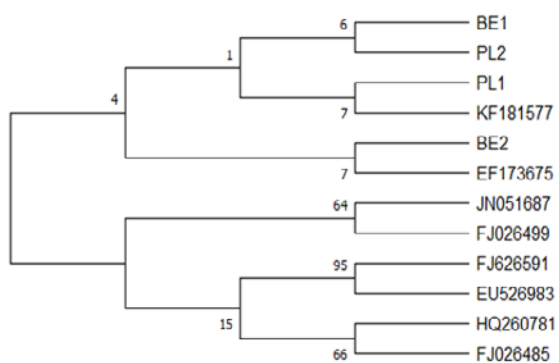 6
BE1
PL2
1
PL1
7
KF181577
4
BE2
7
EF173675
64
JN051687
FJ026499
95
FJ626591
EU526983
15
HQ260781
66
FJ026485